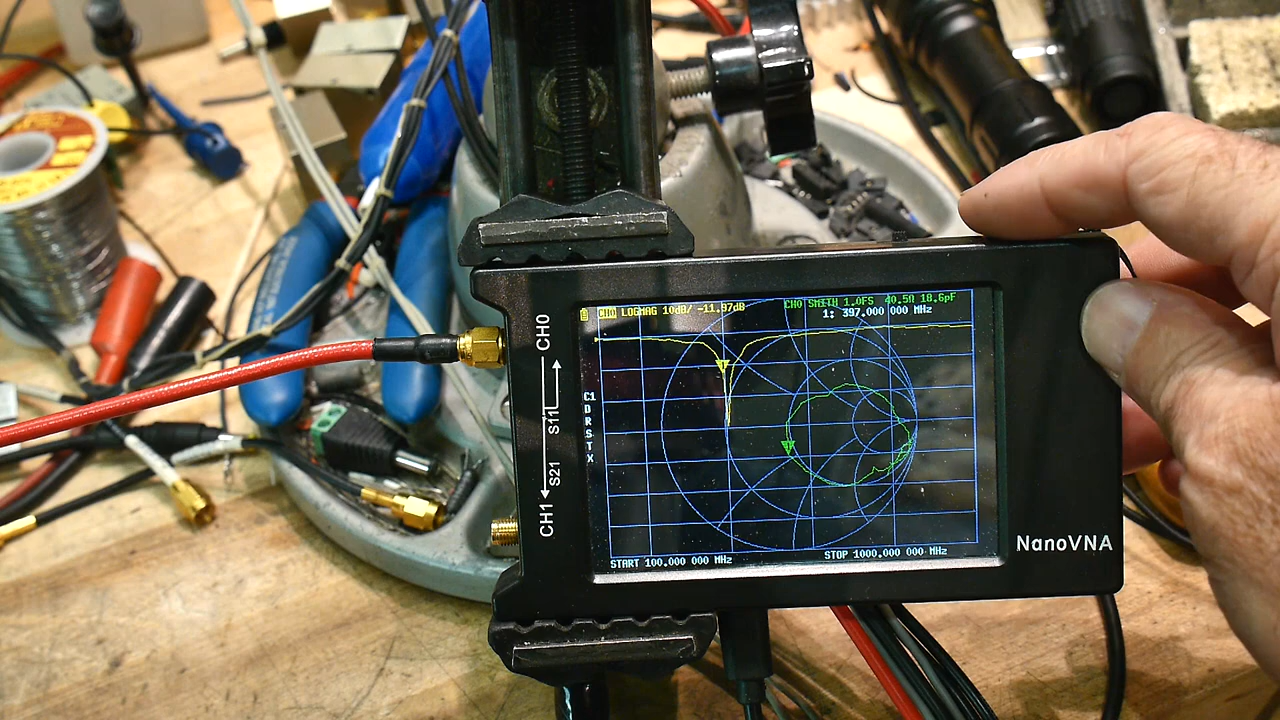 CH0 LOGMAG 10dB/ -11.97dB
CH0 SMITH 1.0FS 40.5Ω 18.6pF
1: 397.000 000 MHz
C1
D
R
S
T
X
START 100.000 000 MHz
STOP 1000.000 000 MHz
CH0
S11
S21
CH1
NanoVNA